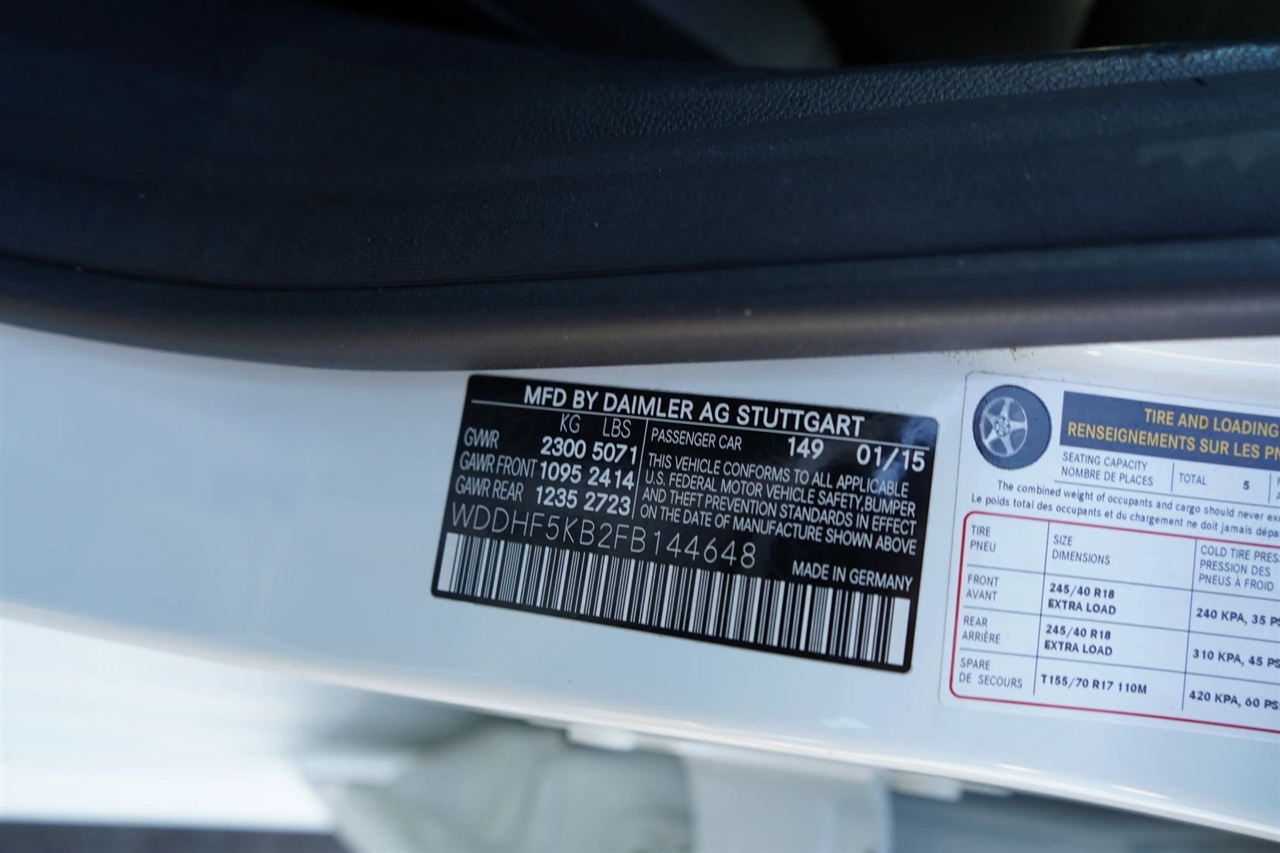 MFD BY DAIMLER AG STUTTGART
KG LBS
GVWR 2300 5071
GAWR FRONT 1095 2414
GAWR REAR 1235 2723
PASSENGER CAR 149 01/15
THIS VEHICLE CONFORMS TO ALL APPLICABLE
U.S. FEDERAL MOTOR VEHICLE SAFETY,BUMPER
AND THEFT PREVENTION STANDARDS IN EFFECT
ON THE DATE OF MANUFACTURE SHOWN ABOVE
WDDHF5KB2FB144648
MADE IN GERMANY
TIRE AND LOADING
RENSEIGNEMENTS SUR LES
SEATING CAPACITY
NOMBRE DE PLACES
TOTAL 5
The combined weight of occupants and cargo should never
Le poids total des occupants et du chargement ne doit jamais
TIRE
PNEU
SIZE
DIMENSIONS
COLD TIRE
PRESSION DES
PNEUS À FROID
FRONT
AVANT
245/40 R18
EXTRA LOAD
240 KPA, 35
REAR
ARRIÈRE
245/40 R18
EXTRA LOAD
310 KPA, 45
SPARE
DE SECOURS
T155/70 R17 110M
420 KPA, 60